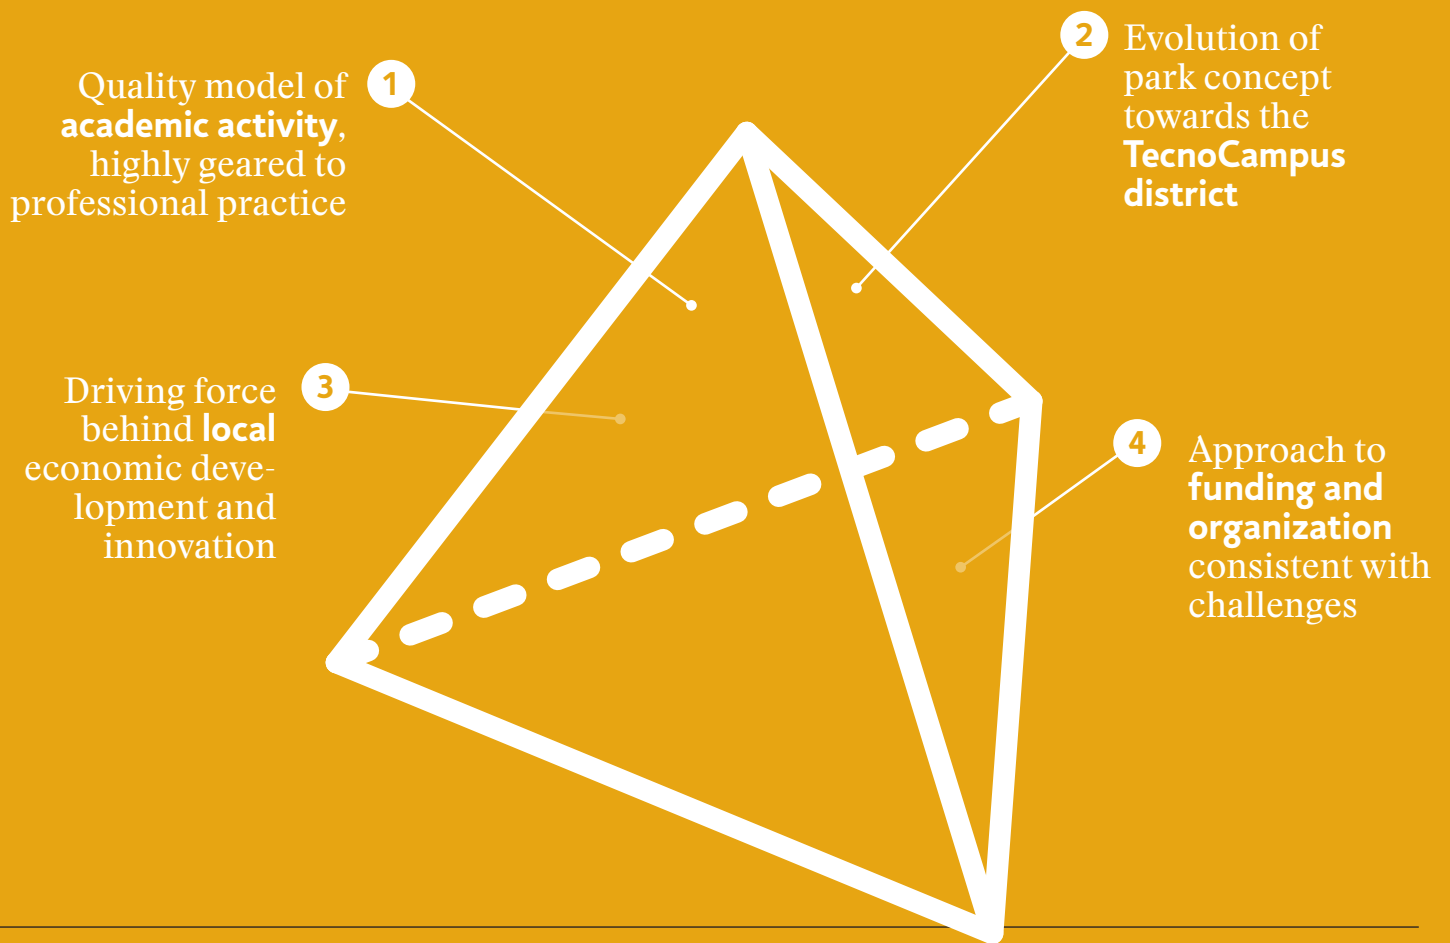 1
Quality model of
academic activity,
highly geared to
professional practice
2
Evolution of
park concept
towards the
TecnoCampus
district
3
Driving force
behind local
economic deve-
lopment and
innovation
4
Approach to
funding and
organization
consistent with
challenges